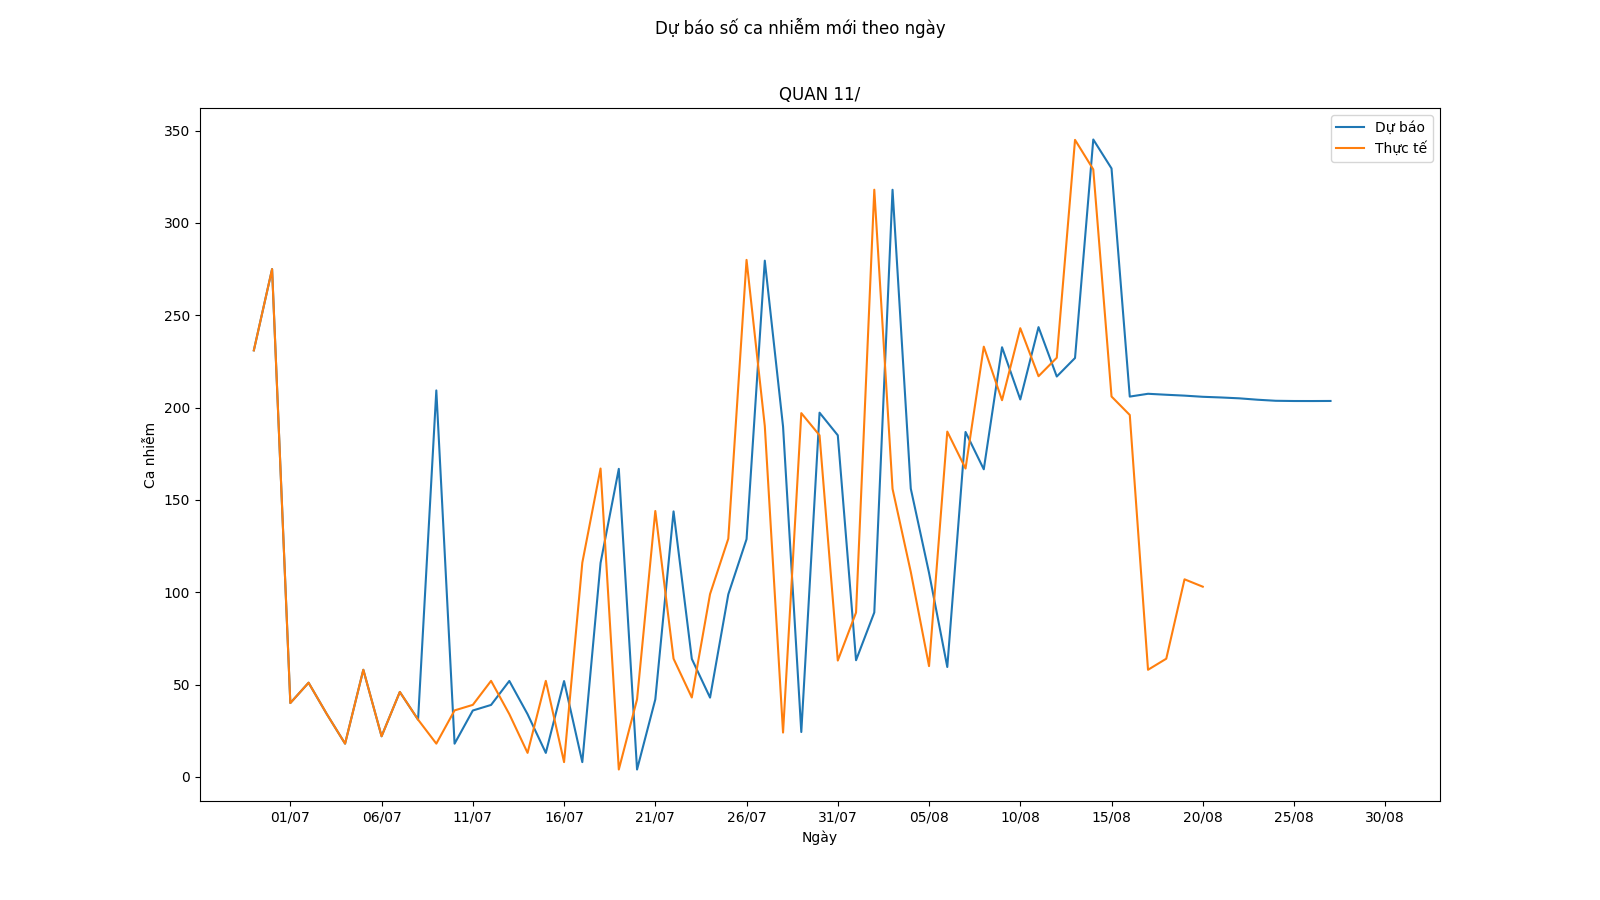 Dự báo số ca nhiễm mới theo ngày
QUAN 11/
Dự báo
Thực tế
350
300
250
200
150
100
50
0
Ca nhiễm
01/07 06/07 11/07 16/07 21/07 26/07 31/07 05/08 10/08 15/08 20/08 25/08 30/08
Ngày